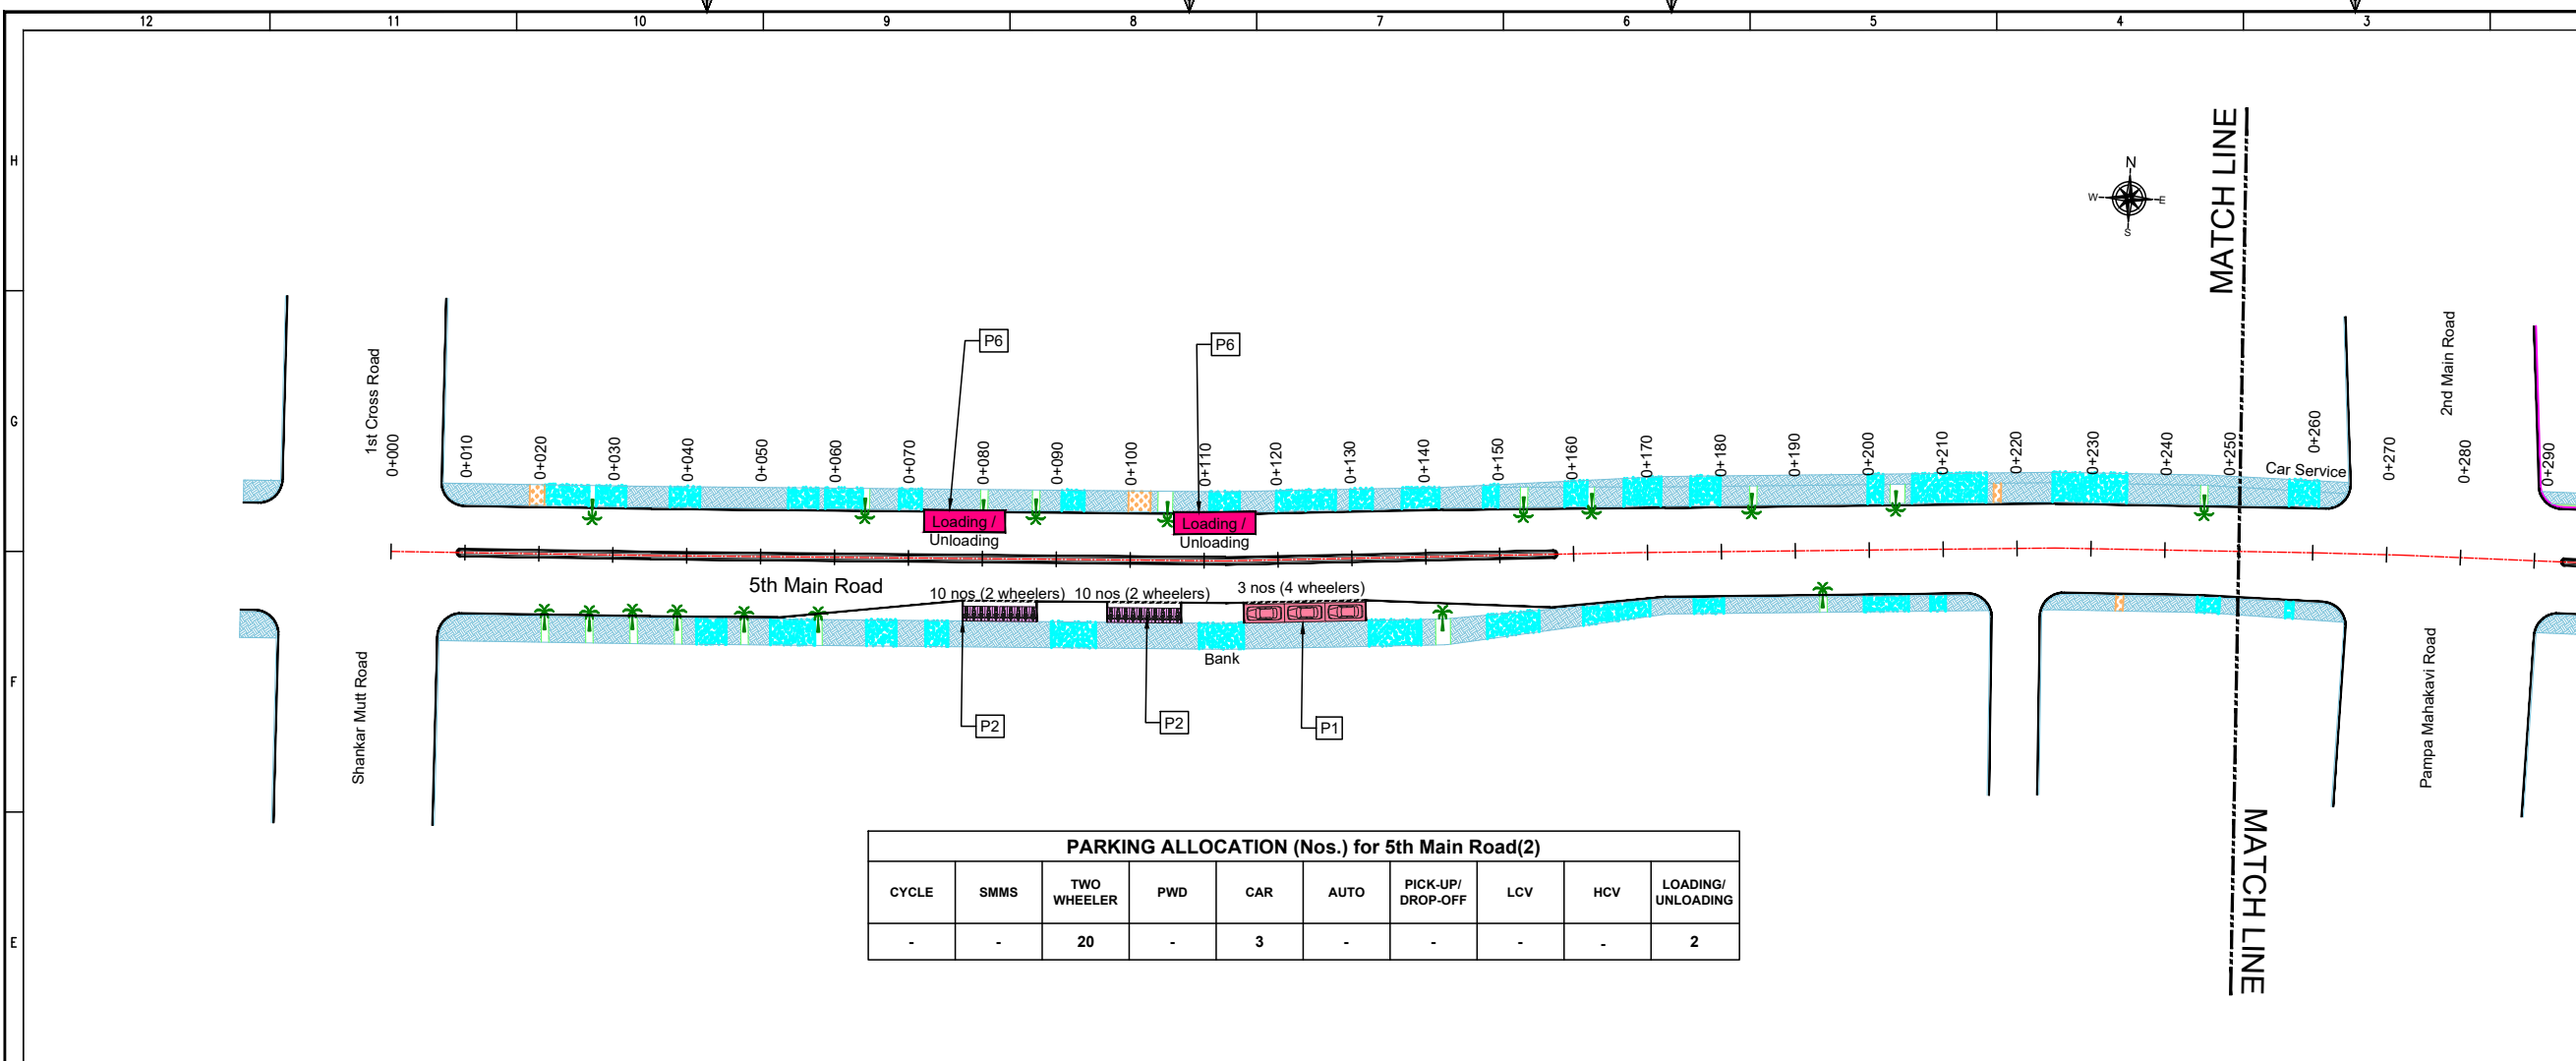 12 11 10 9 8 7 6 5 4 3
H
MATCH LINE
N
W E
S
G
1st Cross Road
2nd Main Road
P6 P6
0+000 0+010 0+020 0+030 0+040 0+050 0+060 0+070 0+080 0+090 0+100 0+110 0+120 0+130 0+140 0+150 0+160 0+170 0+180 0+190 0+200 0+210 0+220 0+230 0+240 0+250 0+260 0+270 0+280 0+290
Car Service
Loading /
Unloading
Loading /
Unloading
5th Main Road
10 nos (2 wheelers) 10 nos (2 wheelers) 3 nos (4 wheelers)
Bank
F
Shankar Mutt Road
Pampa Mahakavi Road
P2 P2 P1
MATCH LINE
PARKING ALLOCATION (Nos.) for 5th Main Road(2)
CYCLE SMMS TWO WHEELER PWD CAR AUTO PICK-UP/ DROP-OFF LCV HCV LOADING/ UNLOADING
- - 20 - 3 - - - - 2
E